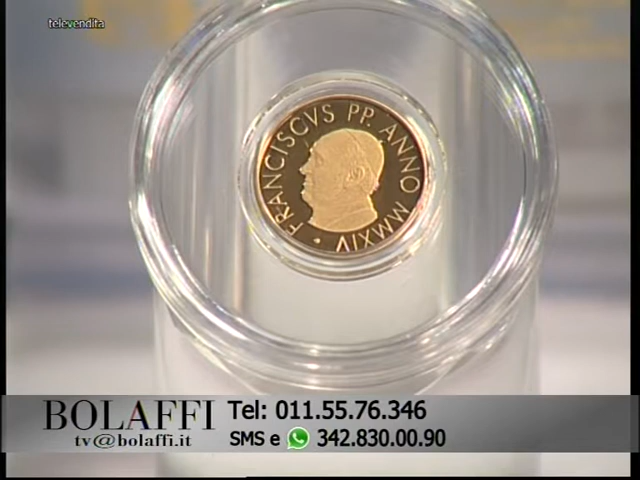 televendita
FRANCISCVS PP. ANNO MMXIV
BOLAFFI
tv@bolaffi.it
Tel: 011.55.76.346
SMS e 342.830.00.90